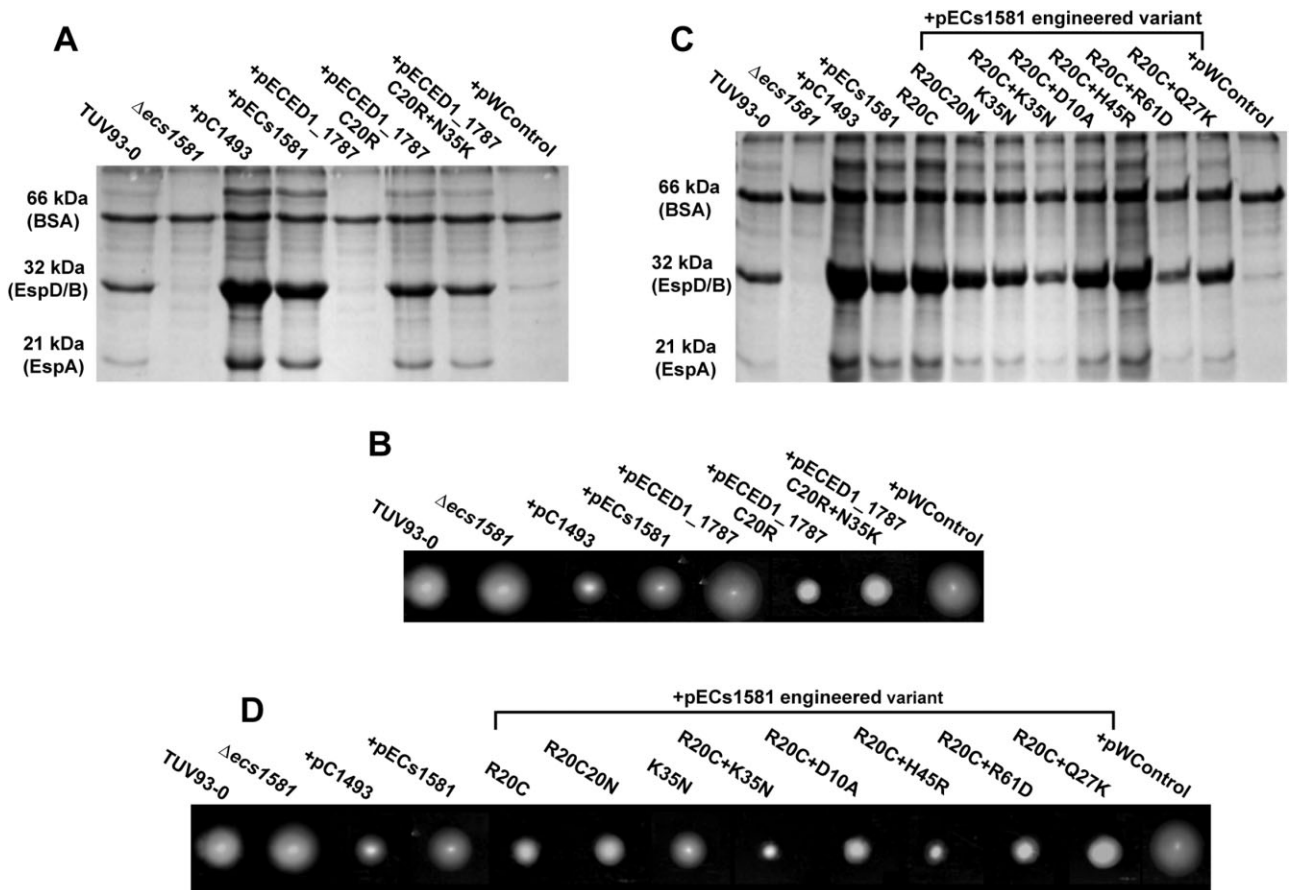 A
TUV93-0
Δecs1581
+pC1493
+pECs1581
+pECED1_1787
+pECED1_1787
C20R
+pECED1_1787
C20R+N35K
+pWControl
66 kDa
(BSA)
32 kDa
(EspD/B)
21 kDa
(EspA)
C
+pECs1581 engineered variant
TUV93-0
Δecs1581
+pC1493
+pECs1581
R20C
R20C20N
K35N
R20C+K35N
R20C+D10A
R20C+H45R
R20C+R61D
R20C+Q27K
+pWControl
66 kDa
(BSA)
32 kDa
(EspD/B)
21 kDa
(EspA)
B
TUV93-0
Δecs1581
+pC1493
+pECs1581
+pECED1_1787
+pECED1_1787
C20R
+pECED1_1787
C20R+N35K
+pWControl
D
+pECs1581 engineered variant
TUV93-0
Δecs1581
+pC1493
+pECs1581
R20C
R20C20N
K35N
R20C+K35N
R20C+D10A
R20C+H45R
R20C+R61D
R20C+Q27K
+pWControl